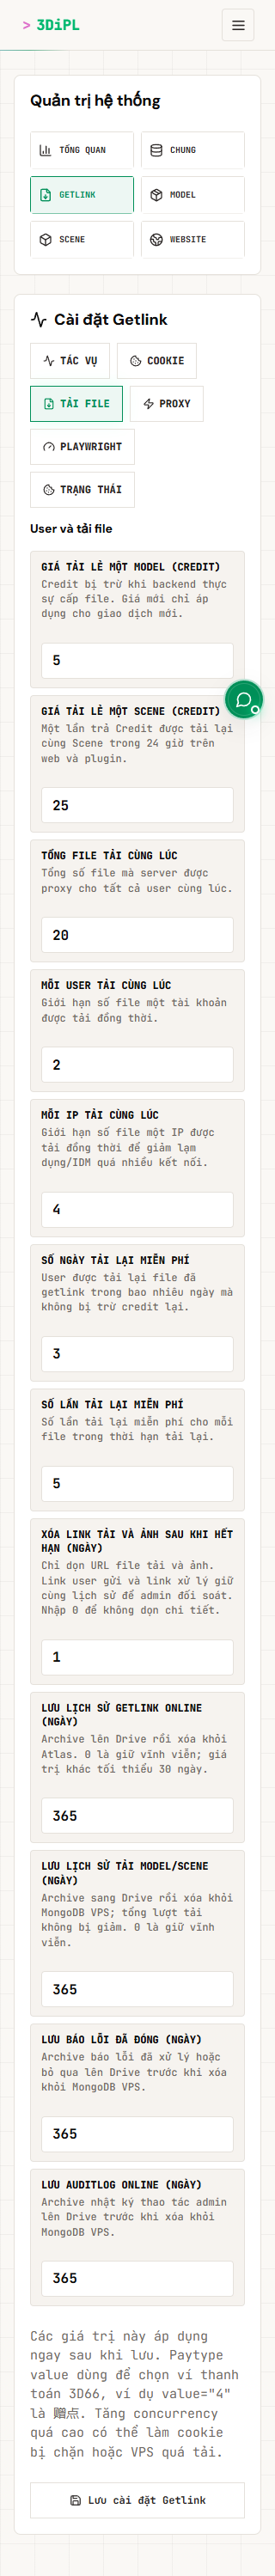 > 3DiPL
Quản trị hệ thống
TỔNG QUAN
CHUNG
GETLINK
MODEL
SCENE
WEBSITE
Cài đặt Getlink
TÁC VỤ
COOKIE
TẢI FILE
PROXY
PLAYWRIGHT
TRẠNG THÁI
User và tải file
GIÁ TẢI LẺ MỘT MODEL (CREDIT)
Credit bị trừ khi backend thực
sự cấp file. Giá mới chỉ áp
dụng cho giao dịch mới.
5
GIÁ TẢI LẺ MỘT SCENE (CREDIT)
Một lần trả Credit được tải lại
cùng Scene trong 24 giờ trên
web và plugin.
25
TỔNG FILE TẢI CÙNG LÚC
Tổng số file mà server được
proxy cho tất cả user cùng lúc.
20
MỖI USER TẢI CÙNG LÚC
Giới hạn số file một tài khoản
được tải đồng thời.
2
MỖI IP TẢI CÙNG LÚC
Giới hạn số file một IP được
tải đồng thời để giảm lạm
dụng/IDM quá nhiều kết nối.
4
SỐ NGÀY TẢI LẠI MIỄN PHÍ
User được tải lại file đã
getlink trong bao nhiêu ngày mà
không bị trừ credit lại.
3
SỐ LẦN TẢI LẠI MIỄN PHÍ
Số lần tải lại miễn phí cho mỗi
file trong thời hạn tải lại.
5
XÓA LINK TẢI VÀ ẢNH SAU KHI HẾT
HẠN (NGÀY)
Chỉ dọn URL file tải và ảnh.
Link user gửi và link xử lý giữ
cùng lịch sử để admin đối soát.
Nhập 0 để không dọn chi tiết.
1
LƯU LỊCH SỬ GETLINK ONLINE
(NGÀY)
Archive lên Drive rồi xóa khỏi
Atlas. 0 là giữ vĩnh viễn; giá
trị khác tối thiểu 30 ngày.
365
LƯU LỊCH SỬ TẢI MODEL/SCENE
(NGÀY)
Archive sang Drive rồi xóa khỏi
MongoDB VPS; tổng lượt tải
không bị giảm. 0 là giữ vĩnh
viễn.
365
LƯU BÁO LỖI ĐÃ ĐÓNG (NGÀY)
Archive báo lỗi đã xử lý hoặc
bỏ qua lên Drive trước khi xóa
khỏi MongoDB VPS.
365
LƯU AUDITLOG ONLINE (NGÀY)
Archive nhật ký thao tác admin
lên Drive trước khi xóa khỏi
MongoDB VPS.
365
Các giá trị này áp dụng
ngay sau khi lưu. Paytype
value dùng để chọn ví thanh
toán 3D66, ví dụ value="4"
là 赠点. Tăng concurrency
quá cao có thể làm cookie
bị chặn hoặc VPS quá tải.
Lưu cài đặt Getlink